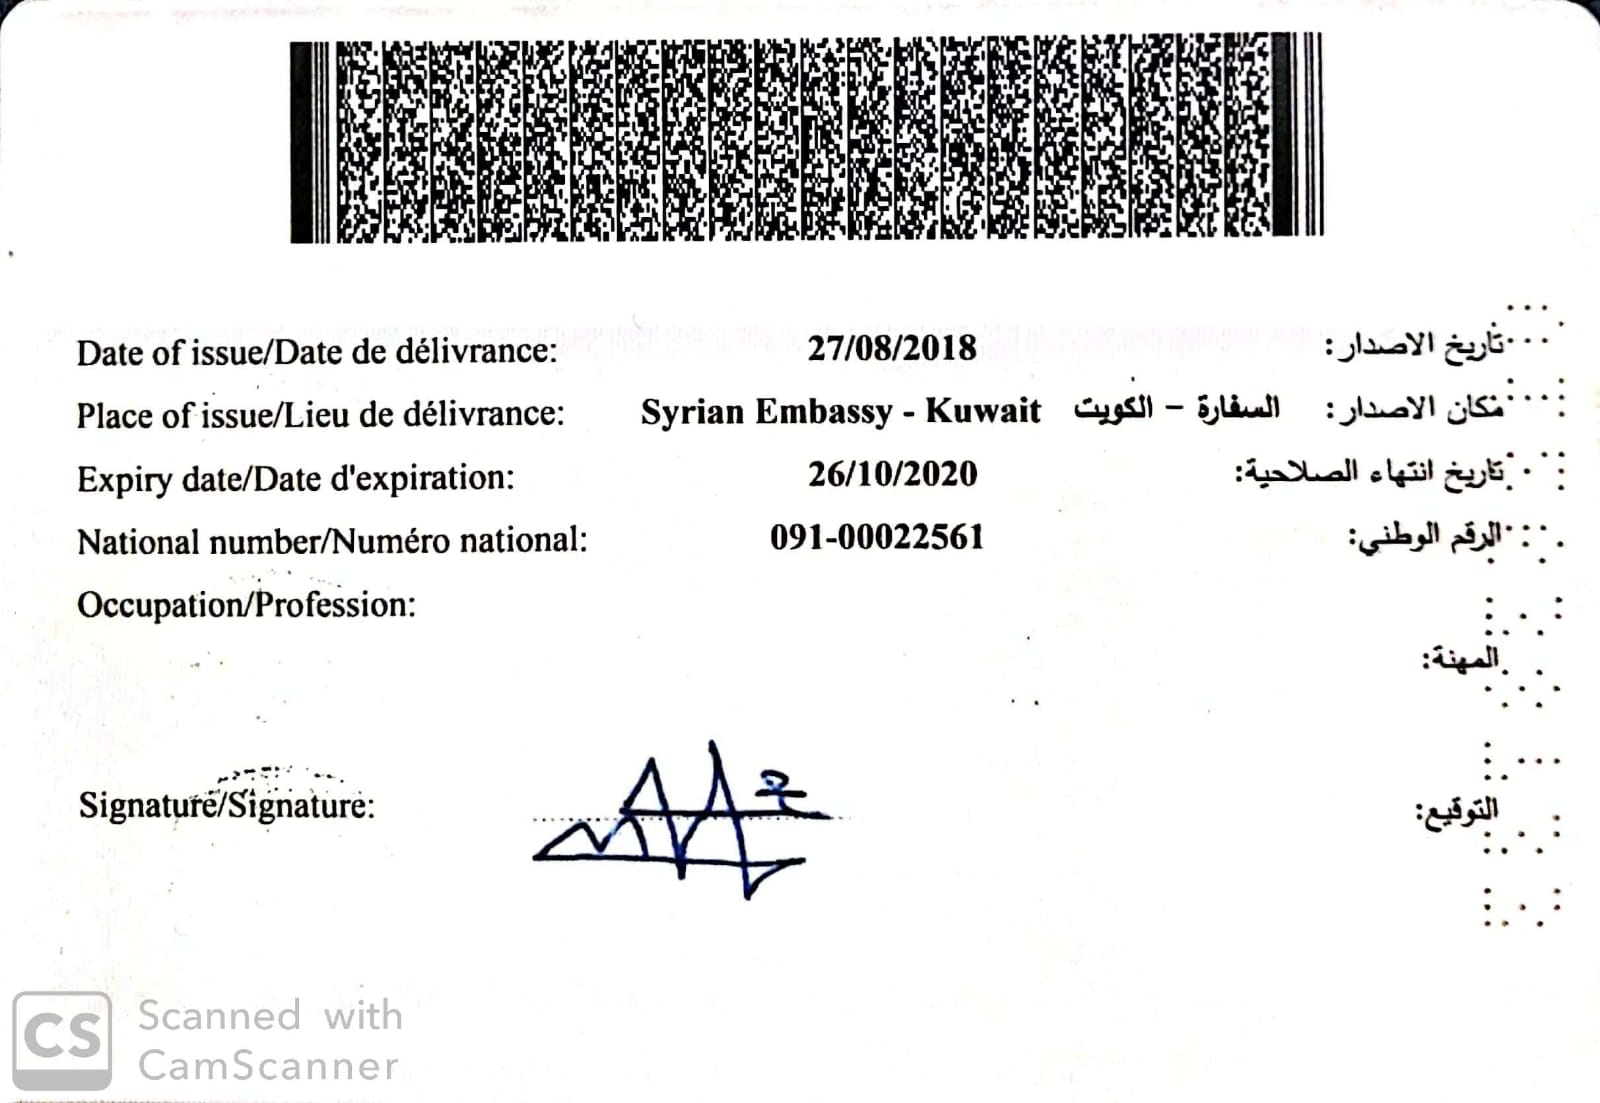 Date of issue/Date de délivrance: 27/08/2018 تاريخ الاصدار:
Place of issue/Lieu de délivrance: Syrian Embassy - Kuwait السفارة – الكويت مكان الاصدار:
Expiry date/Date d'expiration: 26/10/2020 تاريخ انتهاء الصلاحية:
National number/Numéro national: 091-00022561 الرقم الوطني:
Occupation/Profession:
المهنة:
Signature/Signature: التوقيع:
CS Scanned with
CamScanner